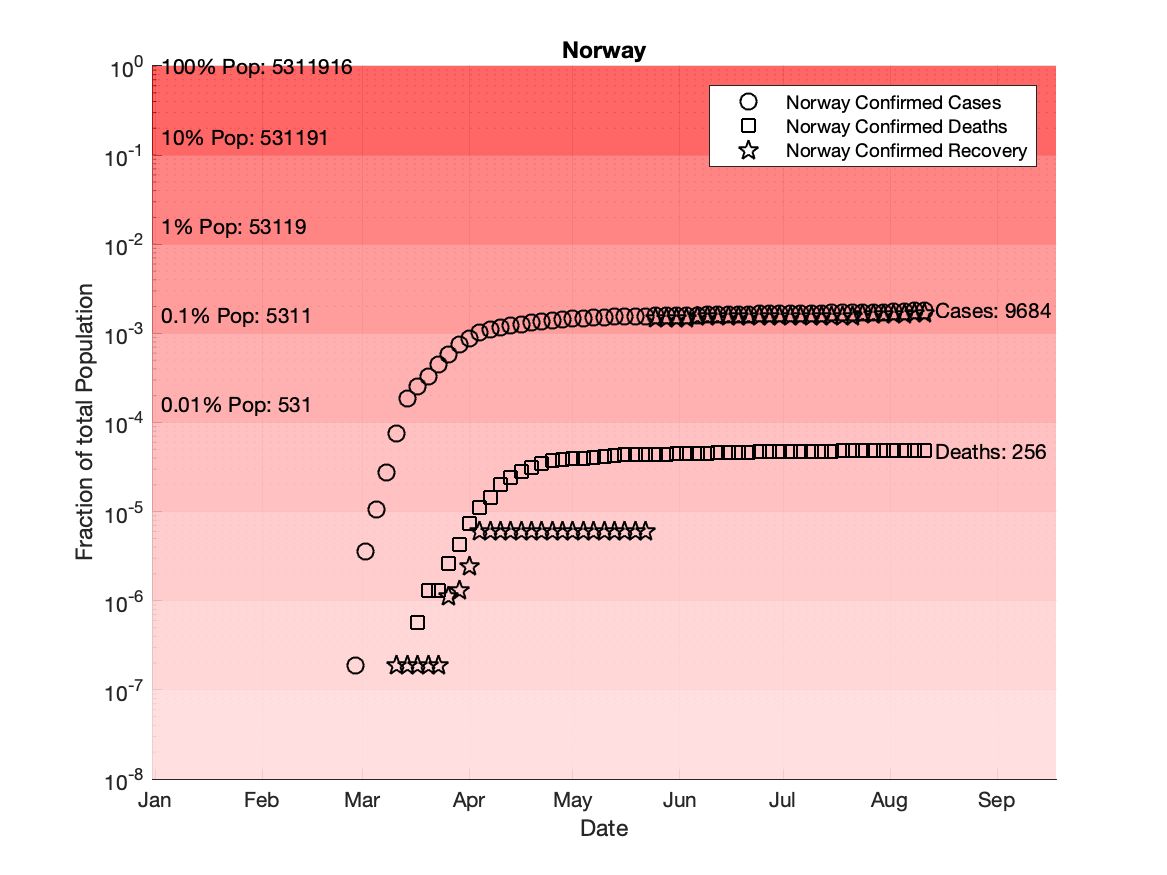 Norway
10^0
100% Pop: 5311916
Norway Confirmed Cases
Norway Confirmed Deaths
Norway Confirmed Recovery
10% Pop: 531191
10^-1
1% Pop: 53119
10^-2
0.1% Pop: 5311
Cases: 9684
10^-3
0.01% Pop: 531
10^-4
Deaths: 256
10^-5
10^-6
10^-7
10^-8
Fraction of total Population
Jan Feb Mar Apr May Jun Jul Aug Sep
Date